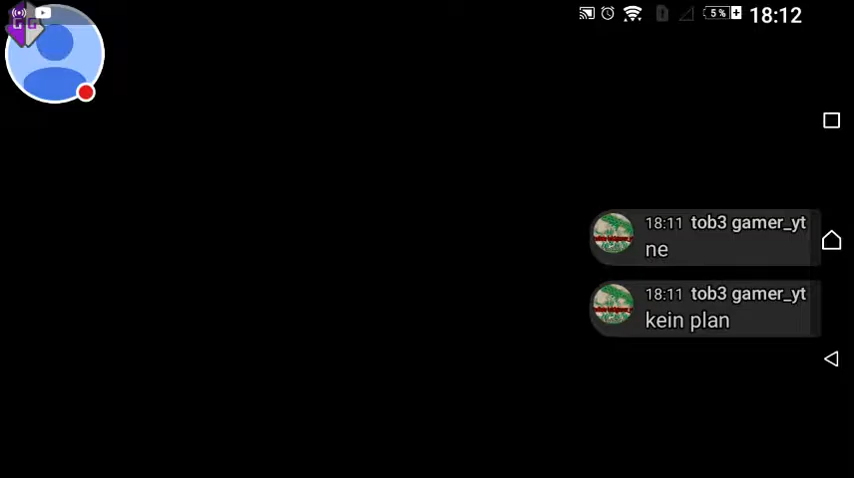 5 % 18:12
18:11 tob3 gamer_yt
ne
18:11 tob3 gamer_yt
kein plan